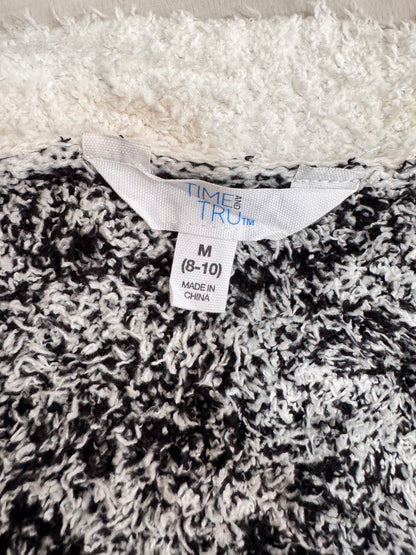 TIME AND
TRU™
M
(8-10)
MADE IN
CHINA